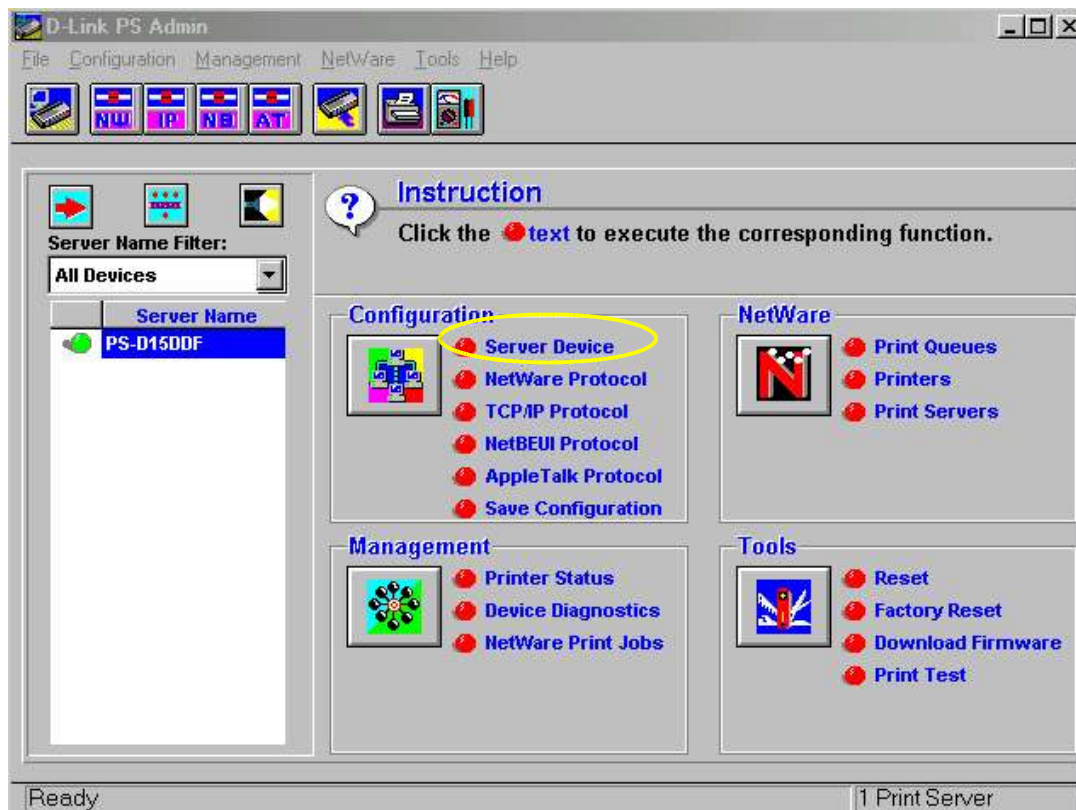 D-Link PS Admin
File Configuration Management NetWare Tools Help
NW IP NB AT
Server Name Filter:
All Devices
Server Name
PS-D15DDF
?
Instruction
Click the text to execute the corresponding function.
Configuration
Server Device
NetWare Protocol
TCP/IP Protocol
NetBEUI Protocol
AppleTalk Protocol
Save Configuration
NetWare
N
Print Queues
Printers
Print Servers
Management
Printer Status
Device Diagnostics
NetWare Print Jobs
Tools
Reset
Factory Reset
Download Firmware
Print Test
Ready
1 Print Server